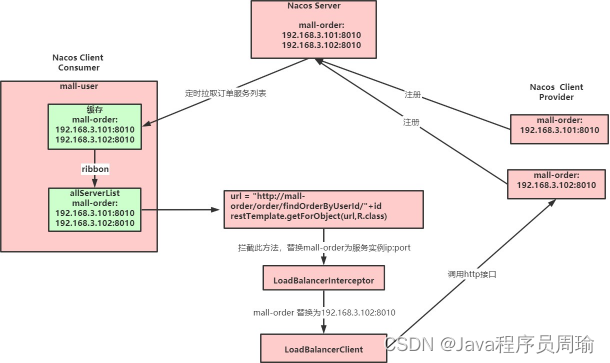 Nacos Server
mall-order:
192.168.3.101:8010
192.168.3.102:8010
Nacos Client
Consumer
mall-user
缓存
mall-order:
192.168.3.101:8010
192.168.3.102:8010
ribbon
allServerList
mall-order:
192.168.3.101:8010
192.168.3.102:8010
定时拉取订单服务列表
注册
注册
Nacos Client
Provider
mall-order:
192.168.3.101:8010
mall-order:
192.168.3.102:8010
url = "http://mall-
order/order/findOrderByUserId/"+id
restTemplate.getForObject(url,R.class)
拦截此方法，替换mall-order为服务实例ip:port
LoadBalancerInterceptor
mall-order 替换为192.168.3.102:8010
LoadBalancerClient
调用http接口
CSDN @Java程序员周瑜